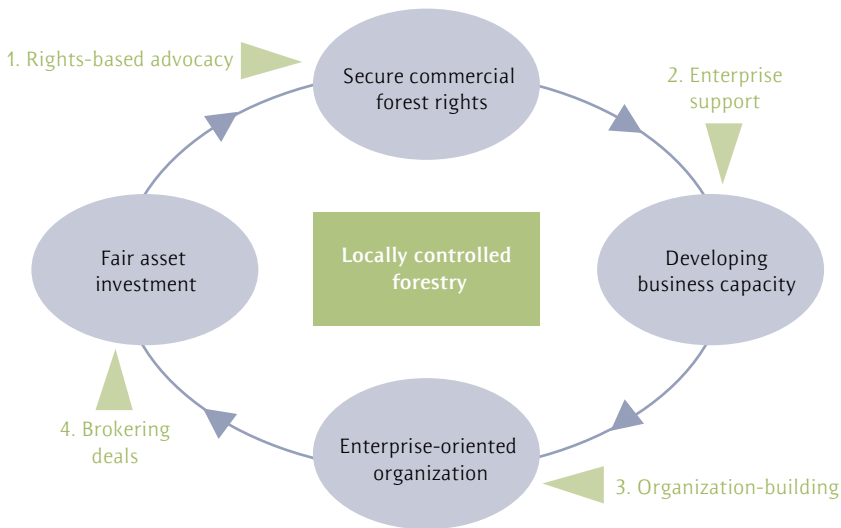 1. Rights-based advocacy
Secure commercial
forest rights
2. Enterprise
support
Fair asset
investment
Locally controlled
forestry
Developing
business capacity
4. Brokering
deals
Enterprise-oriented
organization
3. Organization-building